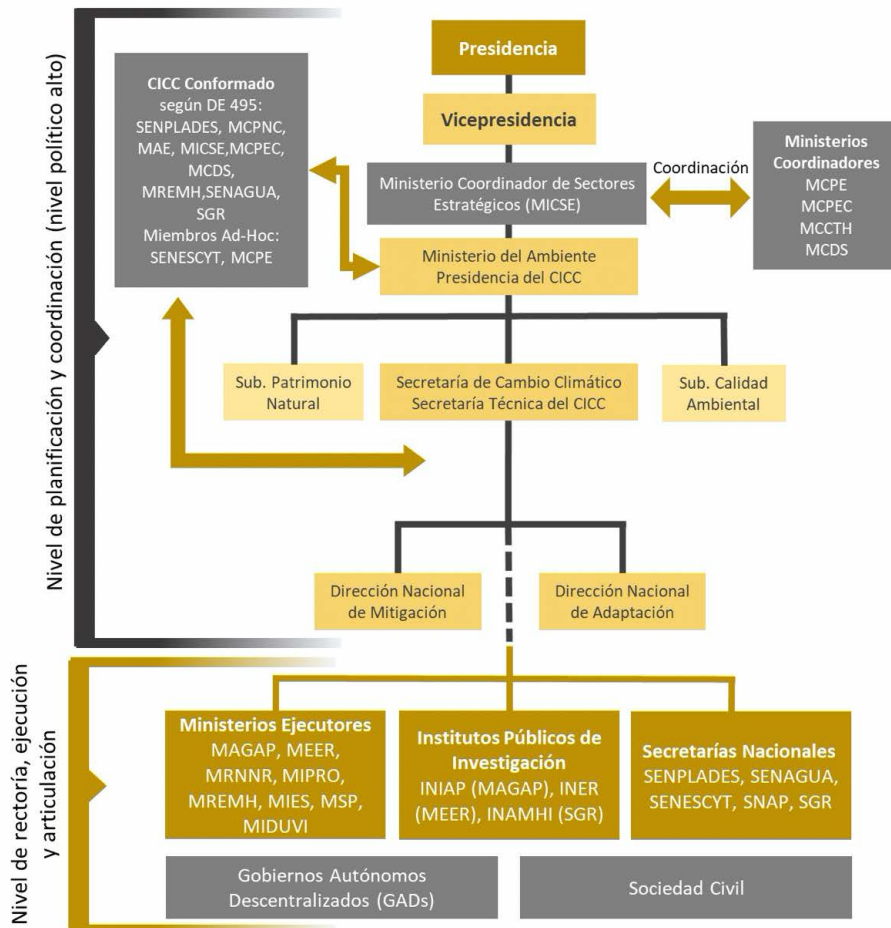 Nivel de planificación y coordinación (nivel político alto)
Presidencia
Vicepresidencia
CICC Conformado
según DE 495:
SENPLADES, MCPNC,
MAE, MICSE,MCPEC,
MCDS,
MREMH,SENAGUA,
SGR
Miembros Ad-Hoc:
SENESCYT, MCPE
Ministerio Coordinador de Sectores
Estratégicos (MICSE)
Coordinación
Ministerios
Coordinadores
MCPE
MCPEC
MCCTH
MCDS
Ministerio del Ambiente
Presidencia del CICC
Sub. Patrimonio
Natural
Secretaría de Cambio Climático
Secretaría Técnica del CICC
Sub. Calidad
Ambiental
Dirección Nacional
de Mitigación
Dirección Nacional
de Adaptación
Nivel de rectoría, ejecución
y articulación
Ministerios Ejecutores
MAGAP, MEER,
MRNNR, MIPRO,
MREMH, MIES, MSP,
MIDUVI
Institutos Públicos de
Investigación
INIAP (MAGAP), INER
(MEER), INAMHI (SGR)
Secretarías Nacionales
SENPLADES, SENAGUA,
SENESCYT, SNAP, SGR
Gobiernos Autónomos
Descentralizados (GADs)
Sociedad Civil